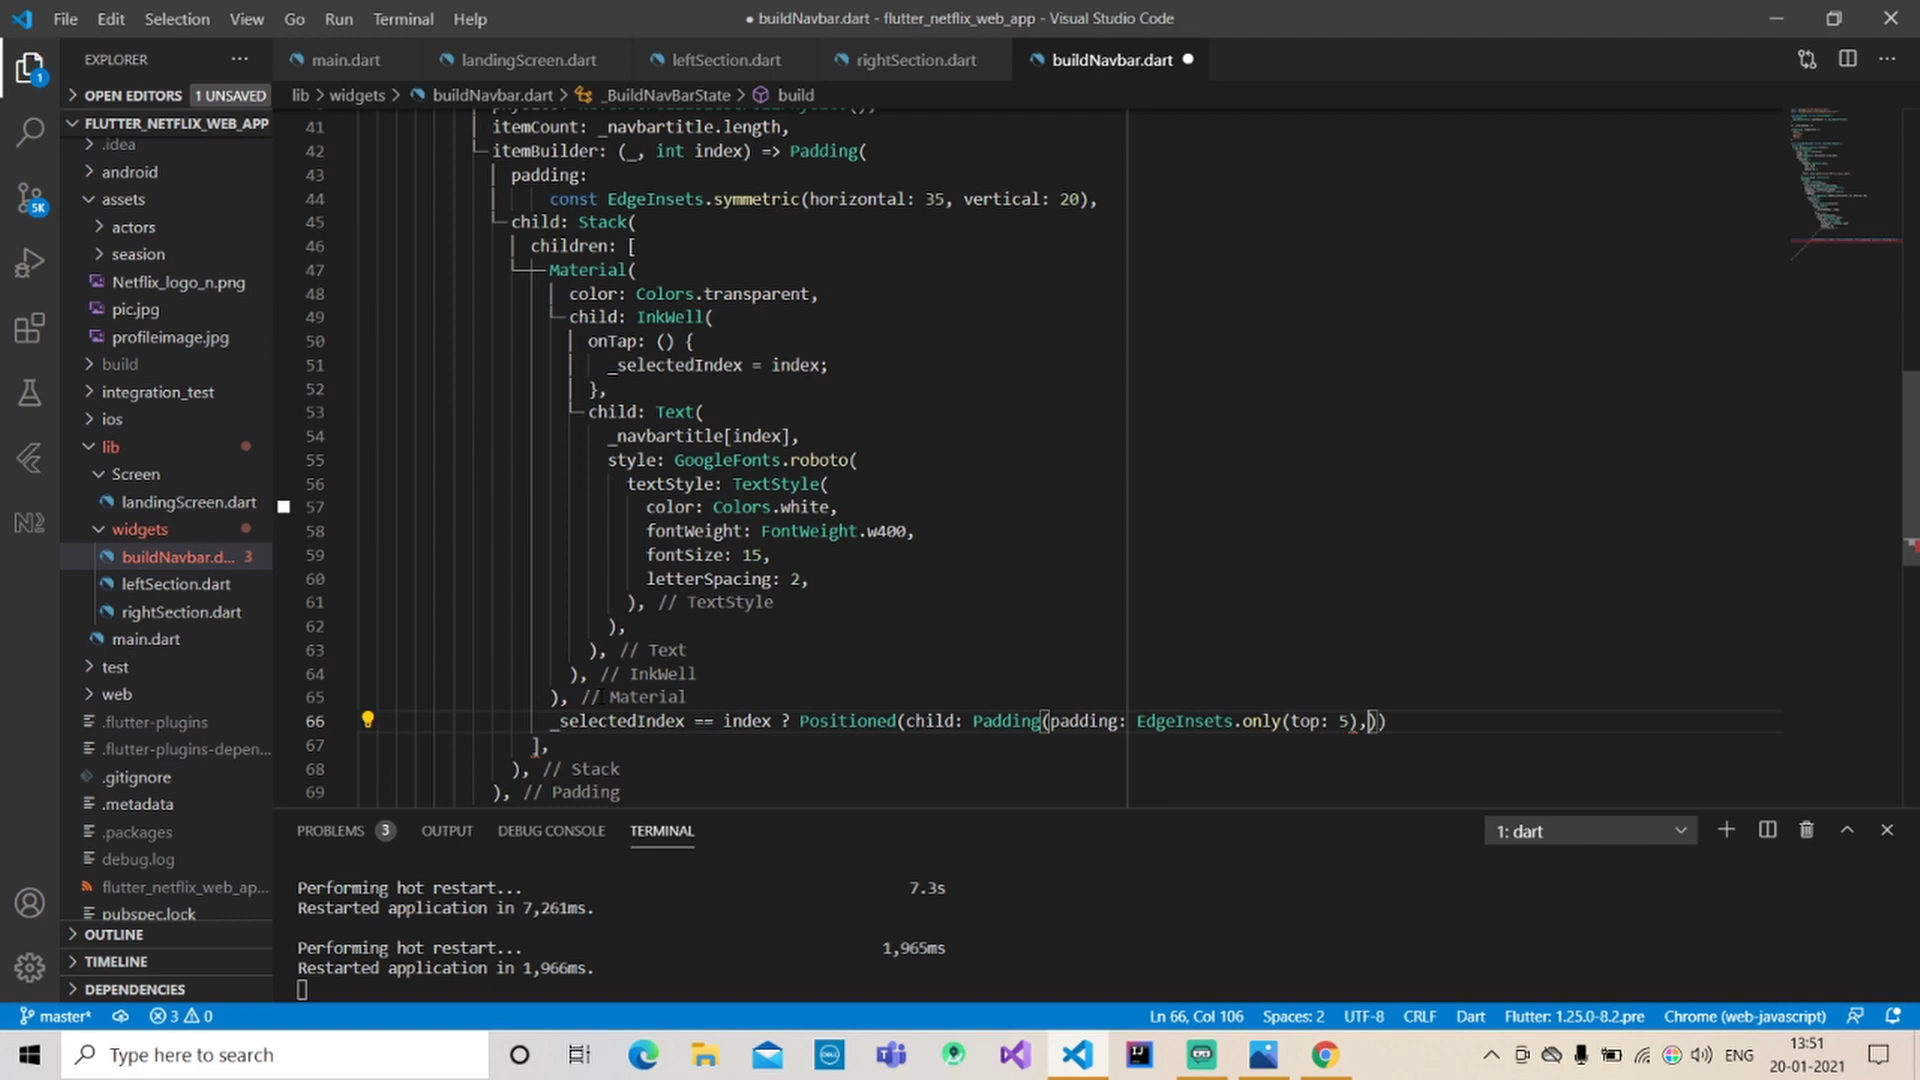 File Edit Selection View Go Run Terminal Help
● buildNavbar.dart - flutter_netflix_web_app - Visual Studio Code
EXPLORER ...
main.dart landingScreen.dart leftSection.dart rightSection.dart buildNavbar.dart ●
OPEN EDITORS 1 UNSAVED
lib > widgets > buildNavbar.dart > _BuildNavBarState > build
FLUTTER_NETFLIX_WEB_APP
.idea
android
assets
actors
seasion
Netflix_logo_n.png
pic.jpg
profileimage.jpg
build
integration_test
ios
lib
Screen
landingScreen.dart
widgets
buildNavbar.d... 3
leftSection.dart
rightSection.dart
main.dart
test
web
.flutter-plugins
.flutter-plugins-depen...
.gitignore
.metadata
.packages
debug.log
flutter_netflix_web_ap...
pubspec.lock
OUTLINE
TIMELINE
DEPENDENCIES
41 itemCount: _navbartitle.length,
42 itemBuilder: (_, int index) => Padding(
43 padding:
44 const EdgeInsets.symmetric(horizontal: 35, vertical: 20),
45 child: Stack(
46 children: [
47 Material(
48 color: Colors.transparent,
49 child: InkWell(
50 onTap: () {
51 _selectedIndex = index;
52 },
53 child: Text(
54 _navbartitle[index],
55 style: GoogleFonts.roboto(
56 textStyle: TextStyle(
57 color: Colors.white,
58 fontWeight: FontWeight.w400,
59 fontSize: 15,
60 letterSpacing: 2,
61 ), // TextStyle
62 ),
63 ), // Text
64 ), // InkWell
65 ), // Material
66 _selectedIndex == index ? Positioned(child: Padding(padding: EdgeInsets.only(top: 5),))
67 ],
68 ), // Stack
69 ), // Padding
PROBLEMS 3 OUTPUT DEBUG CONSOLE TERMINAL
1: dart
Performing hot restart... 7.3s
Restarted application in 7,261ms.
Performing hot restart... 1,965ms
Restarted application in 1,966ms.
master* 3 0
Ln 66, Col 106 Spaces: 2 UTF-8 CRLF Dart Flutter: 1.25.0-8.2.pre Chrome (web-javascript)
Type here to search
ENG
13:51
20-01-2021
1
5K